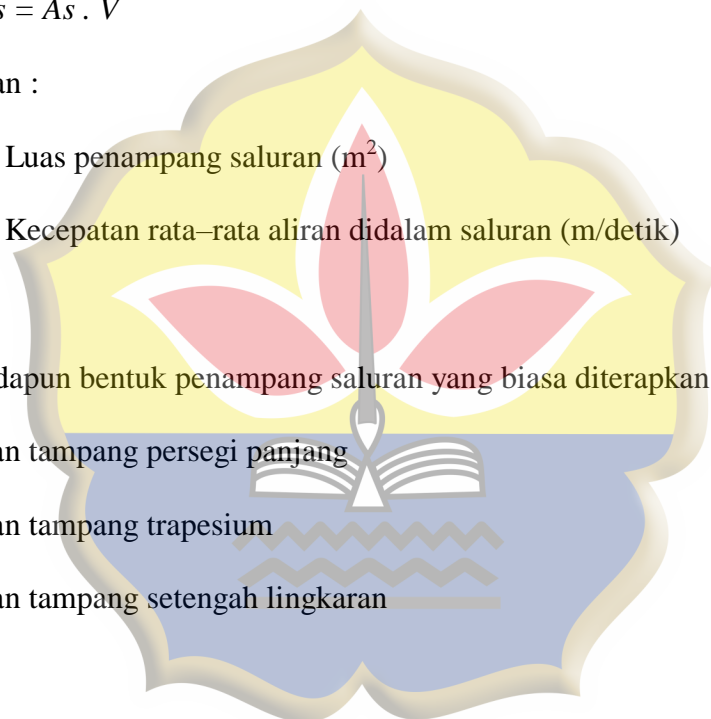 s = As . V
an :
Luas penampang saluran (m²)
Kecepatan rata–rata aliran didalam saluran (m/detik)
dapun bentuk penampang saluran yang biasa diterapkan
an tampang persegi panjang
an tampang trapesium
an tampang setengah lingkaran